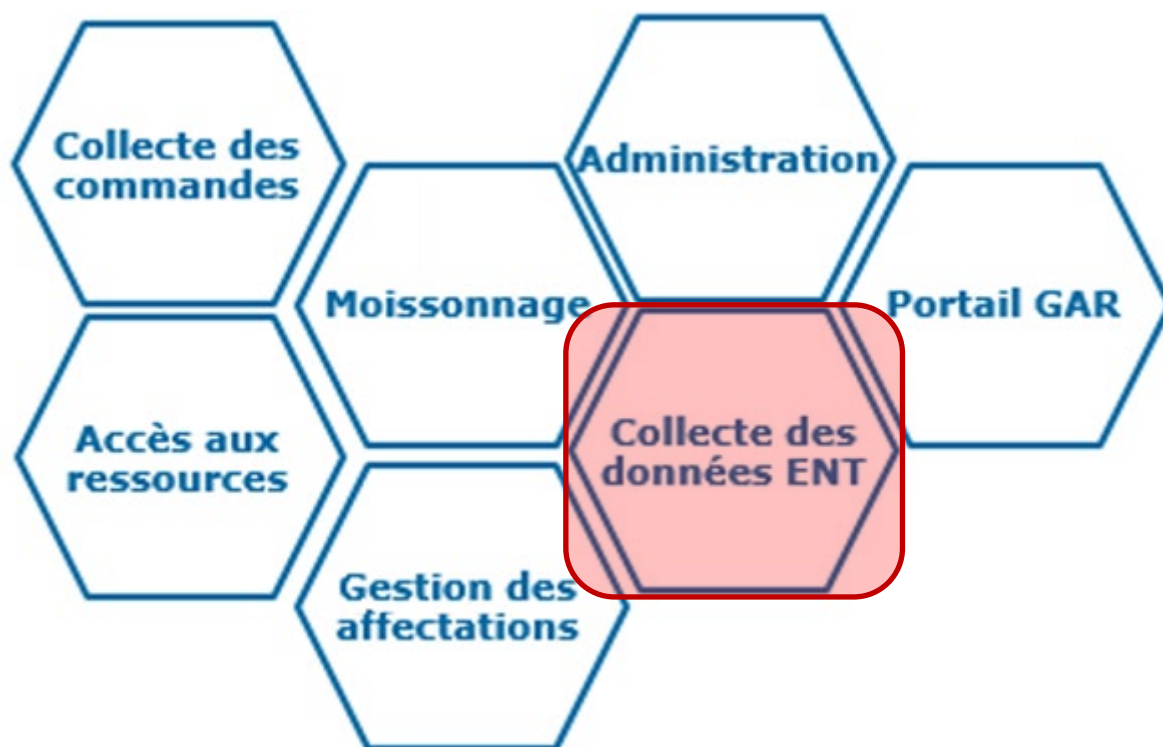 Collecte des
commandes
Administration
Moissonnage
Portail GAR
Accès aux
ressources
Collecte des
données ENT
Gestion des
affectations